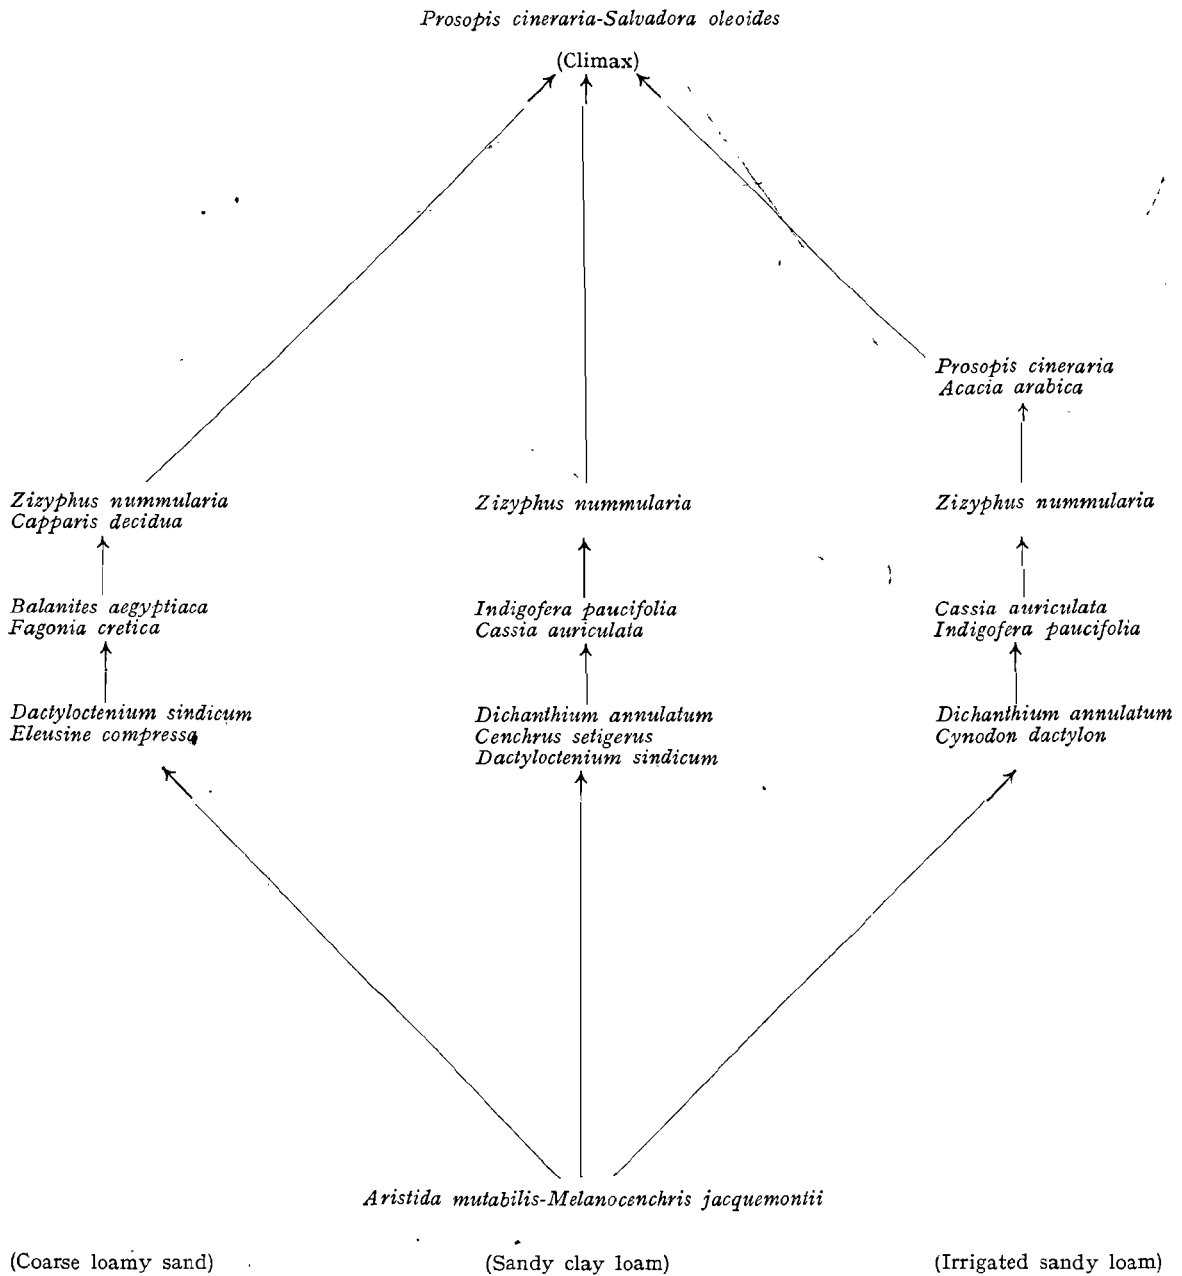 Prosopis cineraria-Salvadora oleoides
(Climax)
Prosopis cineraria
Acacia arabica
Zizyphus nummularia
Capparis decidua
Zizyphus nummularia
Zizyphus nummularia
Balanites aegyptiaca
Fagonia cretica
Indigofera paucifolia
Cassia auriculata
Cassia auriculata
Indigofera paucifolia
Dactyloctenium sindicum
Eleusine compressa
Dichanthium annulatum
Cenchrus setigerus
Dactyloctenium sindicum
Dichanthium annulatum
Cynodon dactylon
Aristida mutabilis-Melanocenchris jacquemontii
(Coarse loamy sand)
(Sandy clay loam)
(Irrigated sandy loam)